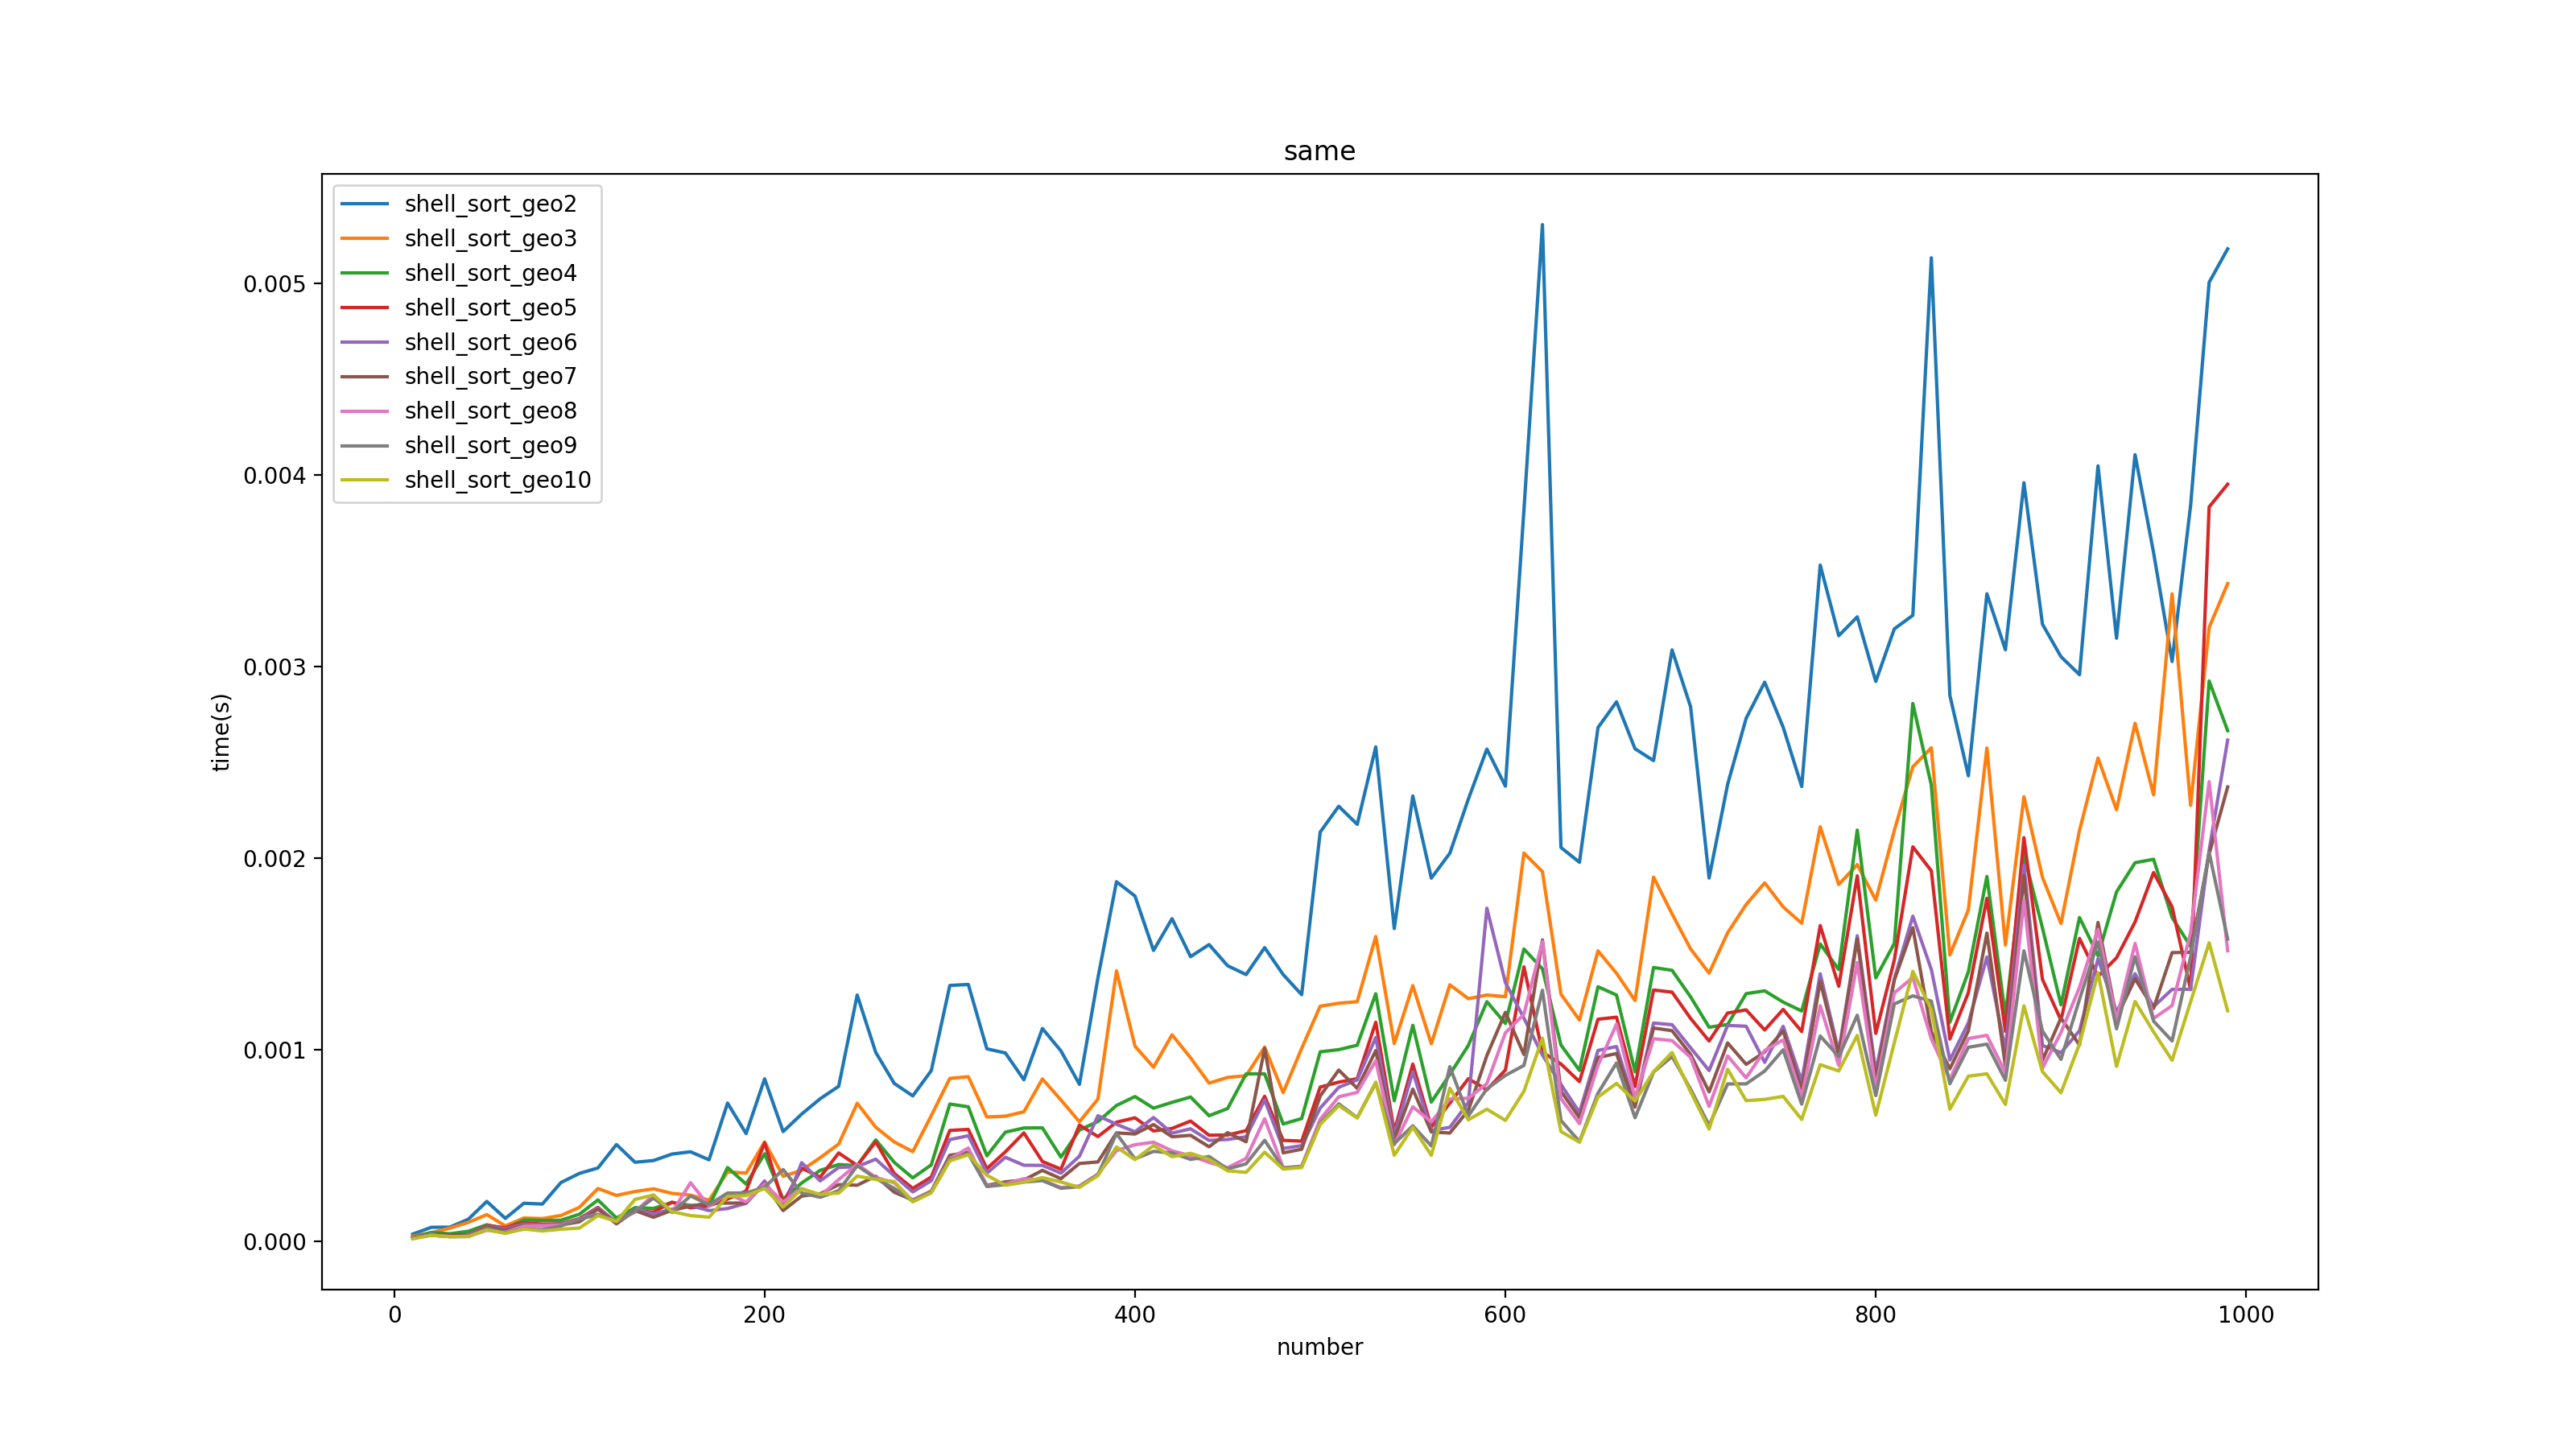 same
shell_sort_geo2
shell_sort_geo3
shell_sort_geo4
shell_sort_geo5
shell_sort_geo6
shell_sort_geo7
shell_sort_geo8
shell_sort_geo9
shell_sort_geo10
0.005
0.004
0.003
0.002
0.001
0.000
time(s)
0 200 400 600 800 1000
number